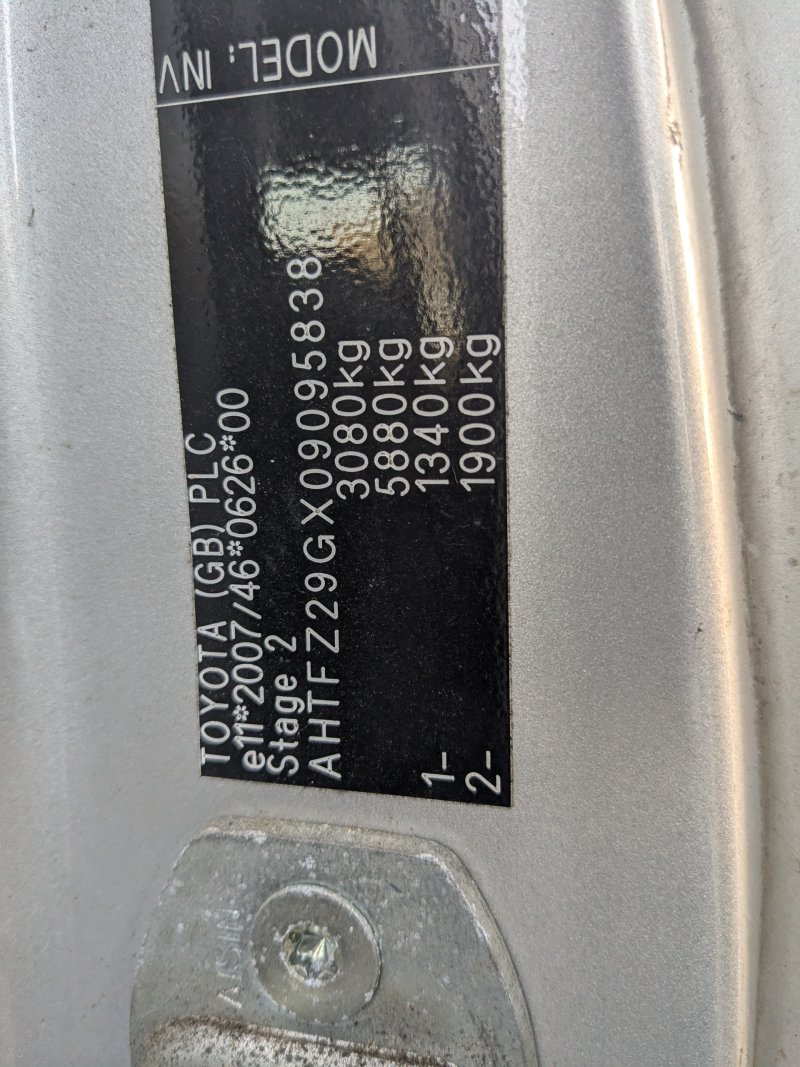 TOYOTA (GB) PLC
e11*2007/46*0626*00
Stage 2
AHTFZ29GX09095838
3080kg
5880kg
1- 1340kg
2- 1900kg
MODEL: INV
AISIN